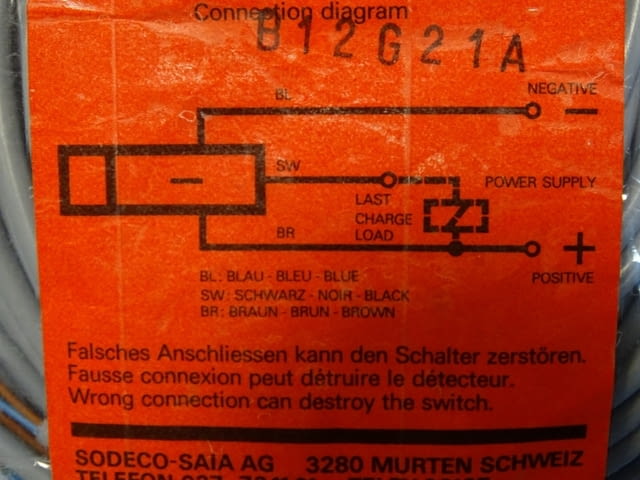 Connection diagram
B12G21A
BL
NEGATIVE
−
SW
POWER SUPPLY
LAST
CHARGE
LOAD
BR
+
POSITIVE
BL: BLAU - BLEU - BLUE
SW: SCHWARZ - NOIR - BLACK
BR: BRAUN - BRUN - BROWN
Falsches Anschliessen kann den Schalter zerstören.
Fausse connexion peut détruire le détecteur.
Wrong connection can destroy the switch.
SODECO-SAIA AG 3280 MURTEN SCHWEIZ
TELEFON